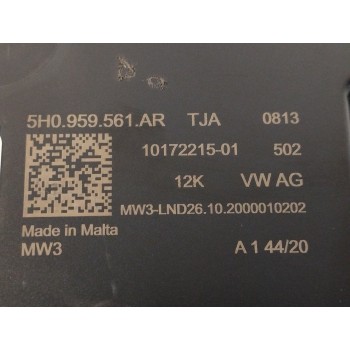 5H0.959.561.AR TJA 0813
10172215-01 502
12K VW AG
MW3-LND26.10.2000010202
Made in Malta
MW3 A 1 44/20